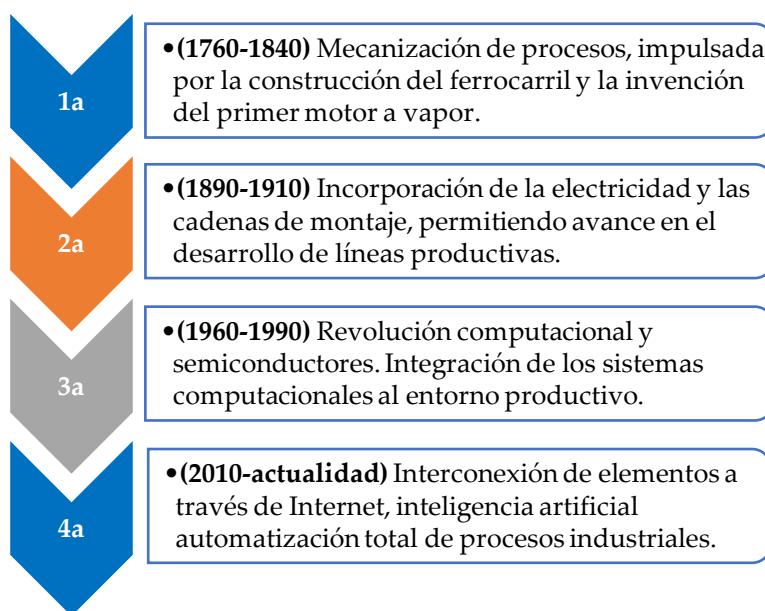 1a
•(1760-1840) Mecanización de procesos, impulsada
por la construcción del ferrocarril y la invención
del primer motor a vapor.
2a
•(1890-1910) Incorporación de la electricidad y las
cadenas de montaje, permitiendo avance en el
desarrollo de líneas productivas.
3a
•(1960-1990) Revolución computacional y
semiconductores. Integración de los sistemas
computacionales al entorno productivo.
4a
•(2010-actualidad) Interconexión de elementos a
través de Internet, inteligencia artificial
automatización total de procesos industriales.